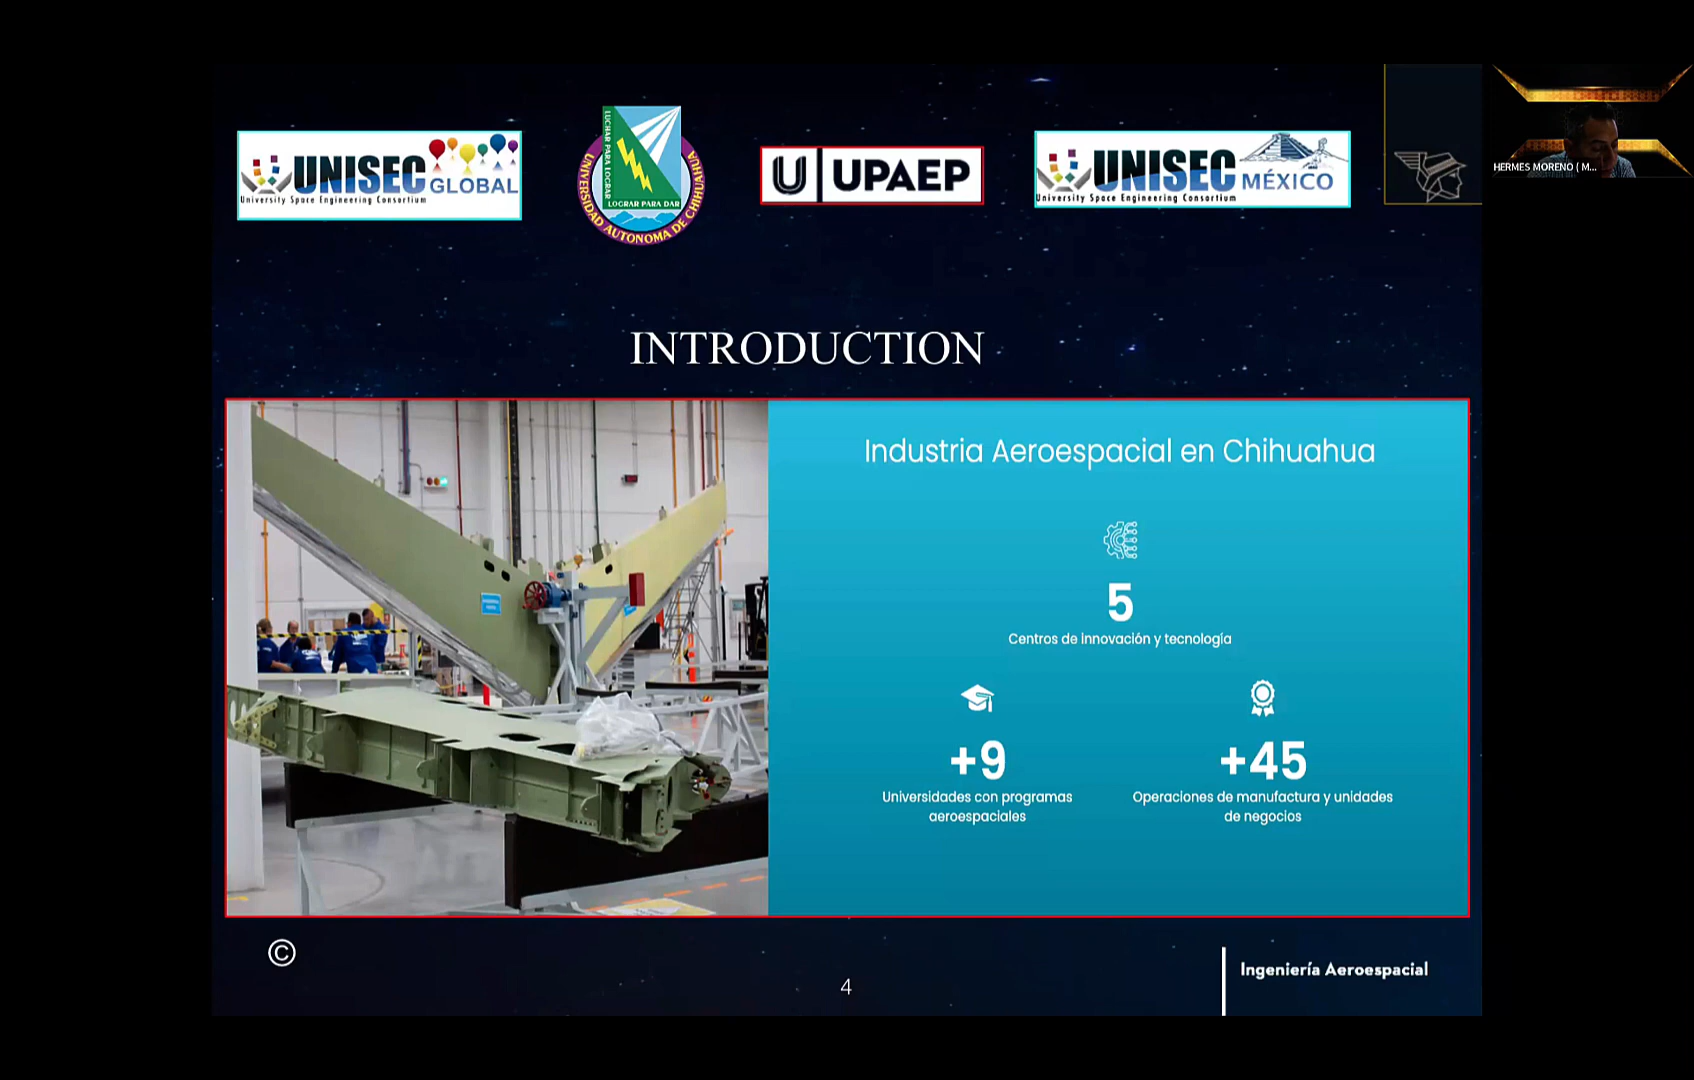 UNISEC GLOBAL
University Space Engineering Consortium
LUCHAR PARA LOGRAR
LOGRAR PARA DAR
UNIVERSIDAD AUTONOMA DE CHIHUAHUA
U UPAEP
UNISEC MÉXICO
University Space Engineering Consortium
HERMES MORENO ( M...
INTRODUCTION
Industria Aeroespacial en Chihuahua
5
Centros de innovación y tecnología
+9
Universidades con programas
aeroespaciales
+45
Operaciones de manufactura y unidades
de negocios
©
4
Ingeniería Aeroespacial